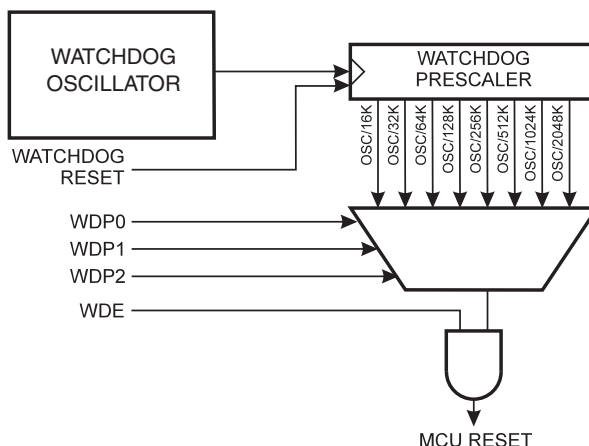 WATCHDOG
OSCILLATOR
WATCHDOG
PRESCALER
WATCHDOG
RESET
OSC/16K
OSC/32K
OSC/64K
OSC/128K
OSC/256K
OSC/512K
OSC/1024K
OSC/2048K
WDP0
WDP1
WDP2
WDE
MCU RESET